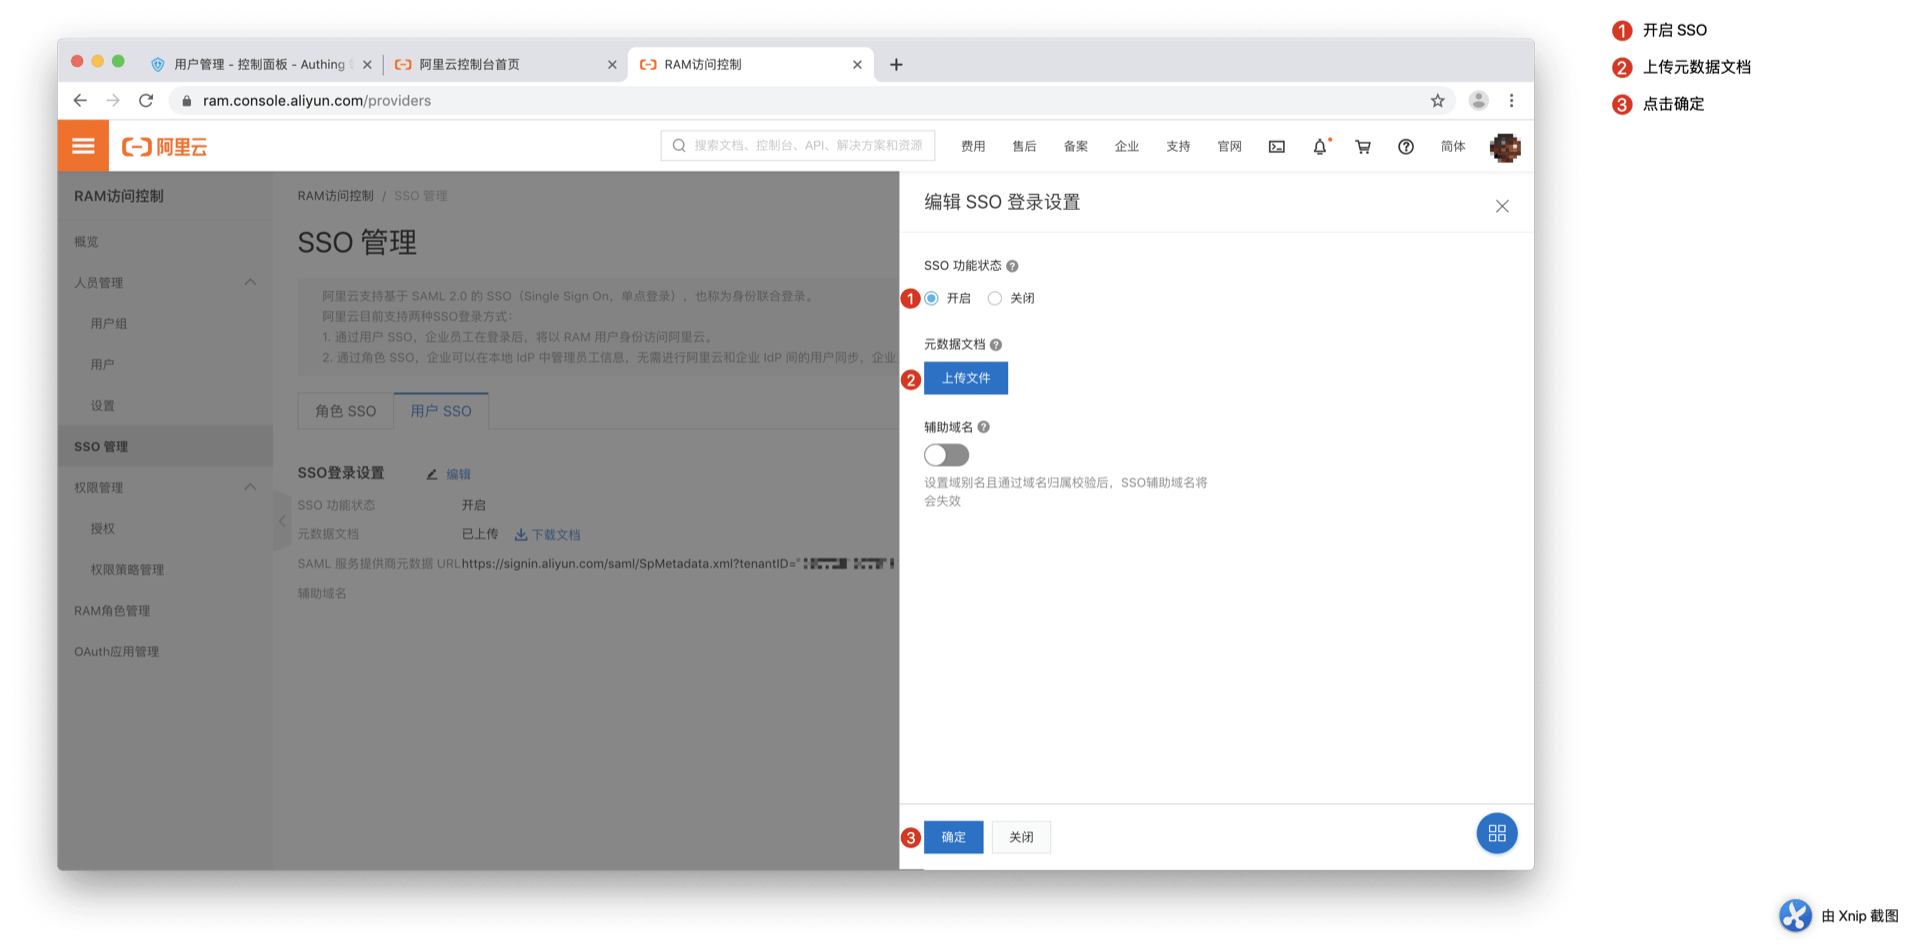 1 开启 SSO
2 上传元数据文档
3 点击确定
用户管理 - 控制面板 - Authing
阿里云控制台首页
RAM访问控制
ram.console.aliyun.com/providers
阿里云
搜索文档、控制台、API、解决方案和资源
费用 售后 备案 企业 支持 官网 简体
RAM访问控制
概览
人员管理
用户组
用户
设置
SSO 管理
权限管理
授权
权限策略管理
RAM角色管理
OAuth应用管理
RAM访问控制 / SSO 管理
SSO 管理
阿里云支持基于 SAML 2.0 的 SSO（Single Sign On，单点登录），也称为身份联合登录。
阿里云目前支持两种SSO登录方式：
1. 通过用户 SSO，企业员工在登录后，将以 RAM 用户身份访问阿里云。
2. 通过角色 SSO，企业可以在本地 IdP 中管理员工信息，无需进行阿里云和企业 IdP 间的用户同步，企业
角色 SSO 用户 SSO
SSO登录设置 编辑
SSO 功能状态 开启
元数据文档 已上传 下载文档
SAML 服务提供商元数据 URL https://signin.aliyun.com/saml/SpMetadata.xml?tenantID=
辅助域名
编辑 SSO 登录设置
SSO 功能状态
1 开启 关闭
元数据文档
2 上传文件
辅助域名
设置域别名且通过域名归属校验后，SSO辅助域名将
会失效
3 确定 关闭
由 Xnip 截图